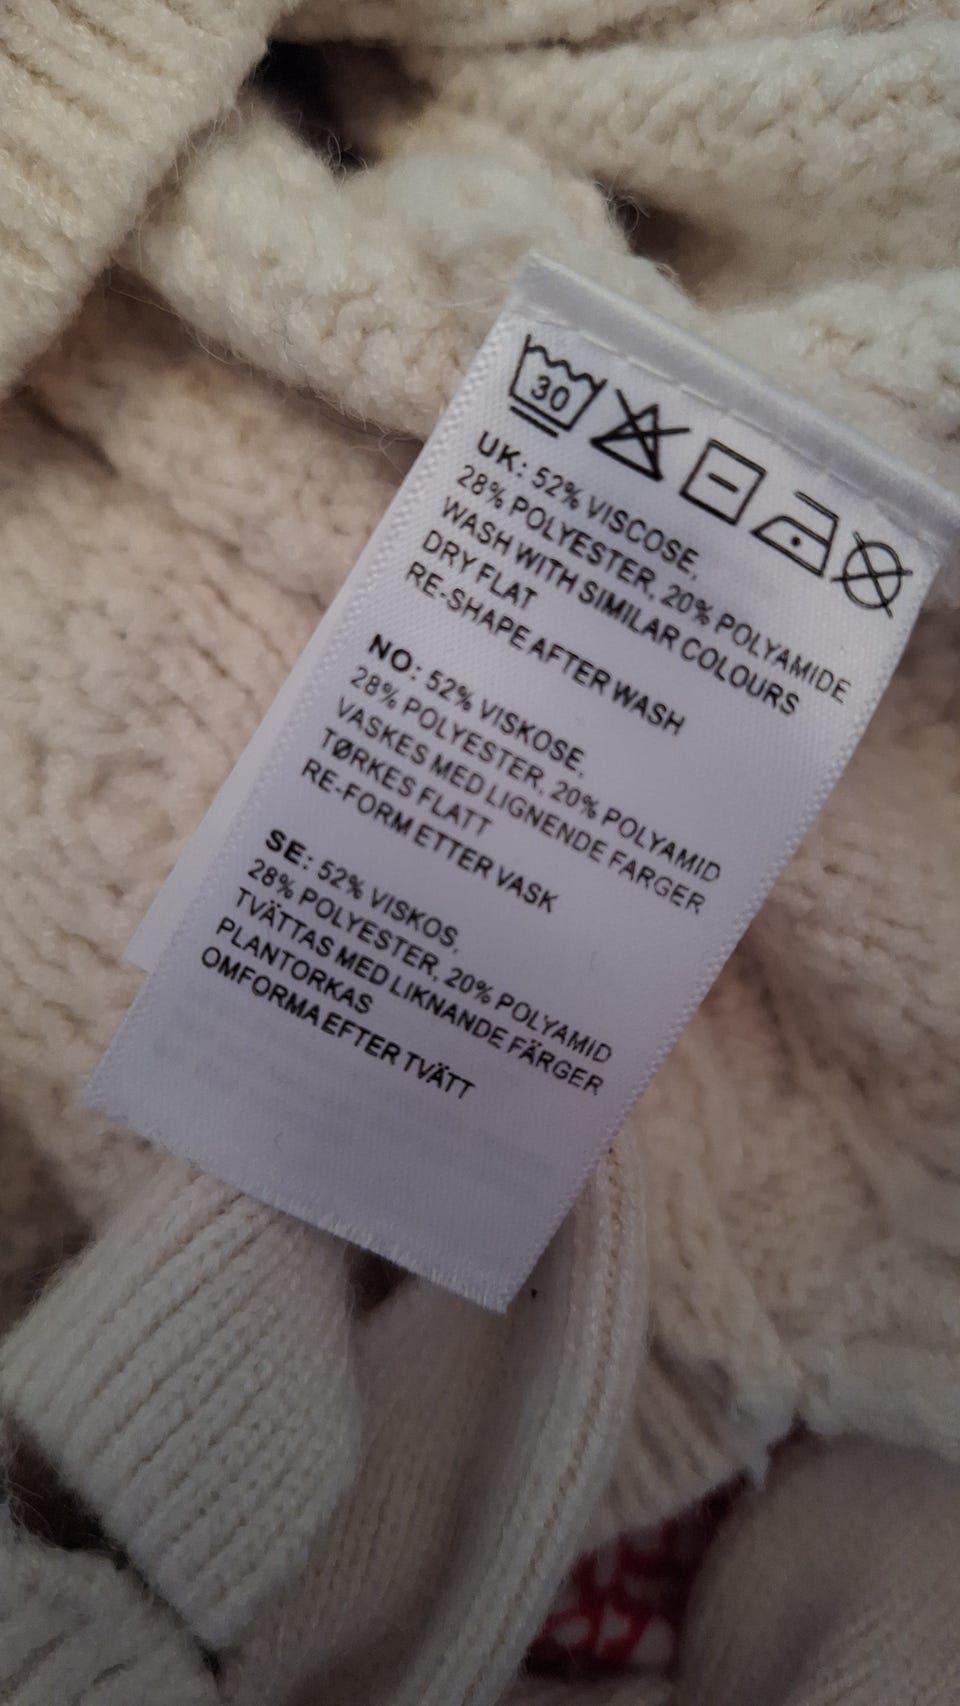 30
UK: 52% VISCOSE,
28% POLYESTER, 20% POLYAMIDE
WASH WITH SIMILAR COLOURS
DRY FLAT
RE-SHAPE AFTER WASH
NO: 52% VISKOSE,
28% POLYESTER, 20% POLYAMID
VASKES MED LIGNENDE FARGER
TØRKES FLATT
RE-FORM ETTER VASK
SE: 52% VISKOS,
28% POLYESTER, 20% POLYAMID
TVÄTTAS MED LIKNANDE FÄRGER
PLANTORKAS
OMFORMA EFTER TVÄTT